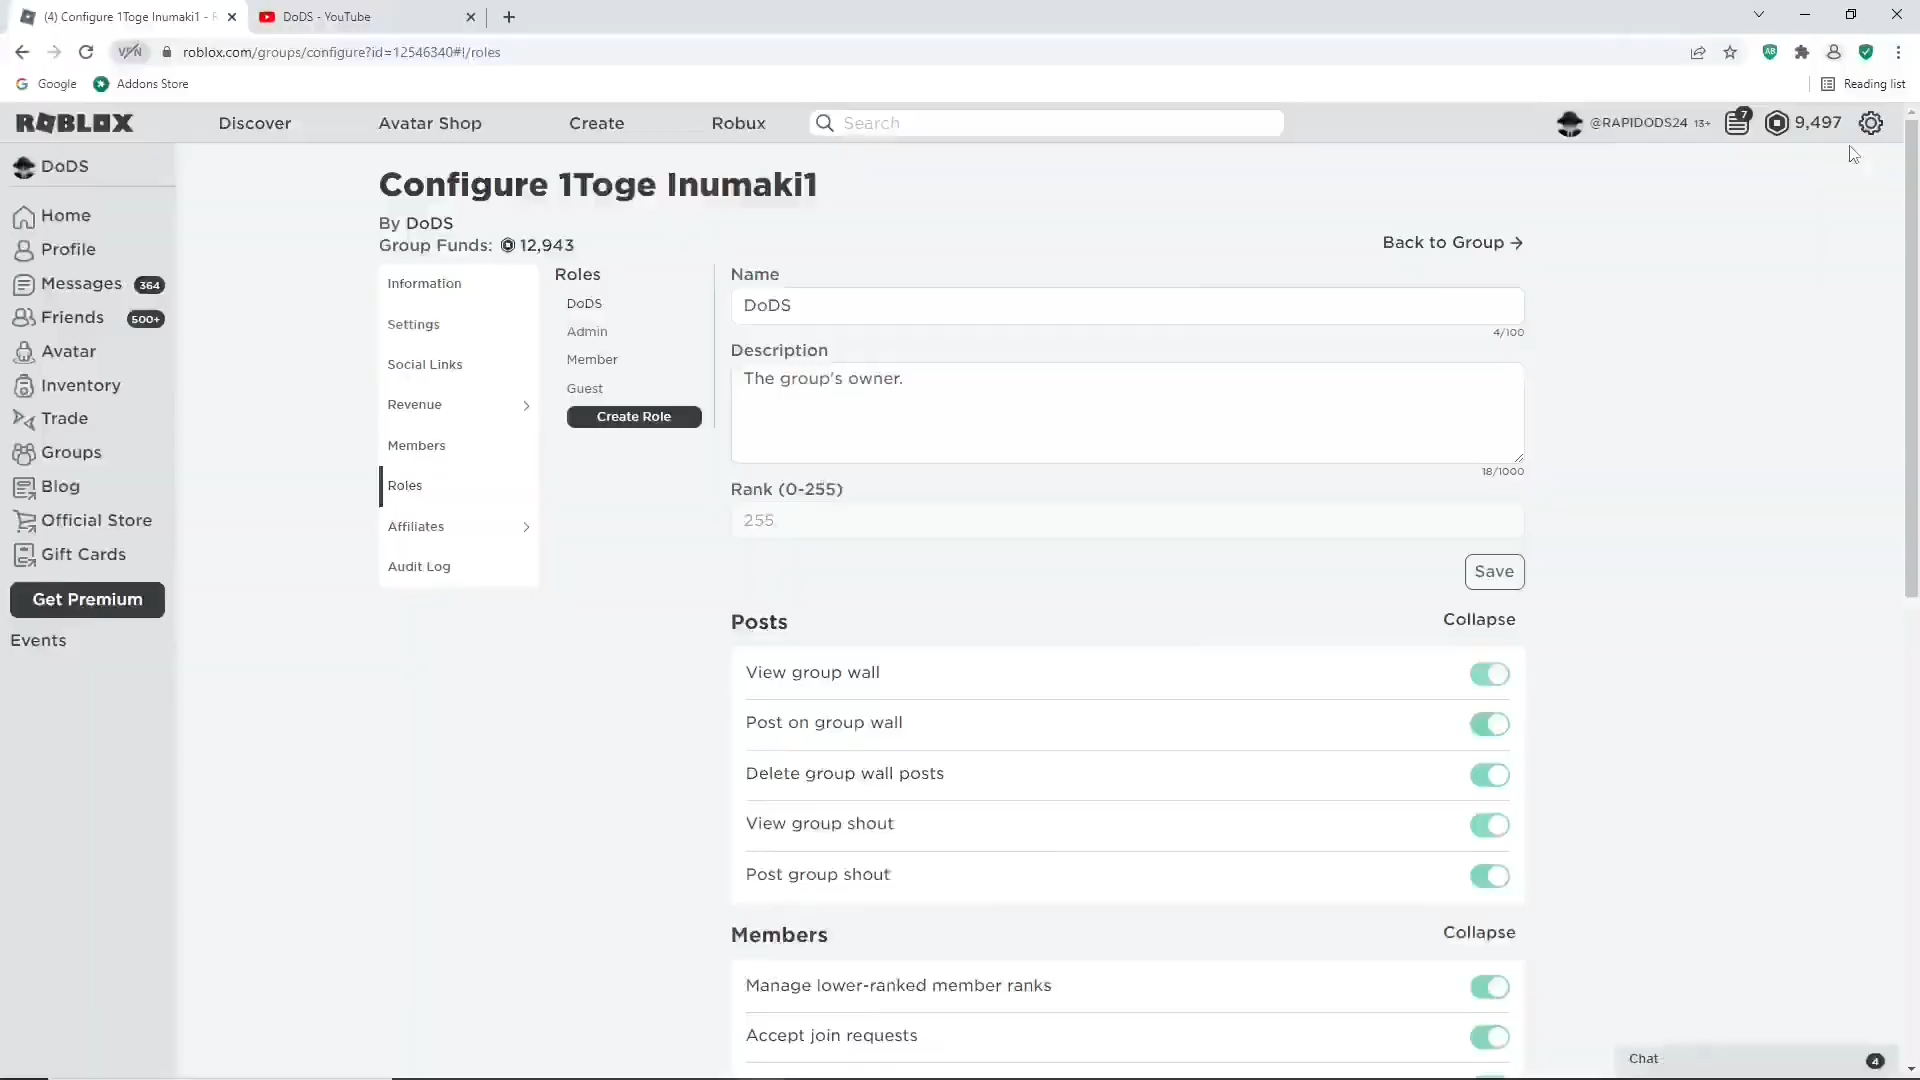 (4) Configure 1Toge Inumaki1 -
DoDS - YouTube
VPN
roblox.com/groups/configure?id=12546340#!/roles
Google
Addons Store
Reading list
ROBLOX
Discover
Avatar Shop
Create
Robux
Search
@RAPIDODS24 13+
7
9,497
DoDS
Home
Profile
Messages 364
Friends 500+
Avatar
Inventory
Trade
Groups
Blog
Official Store
Gift Cards
Get Premium
Events
Configure 1Toge Inumaki1
By DoDS
Group Funds: 12,943
Back to Group
Information
Settings
Social Links
Revenue
Members
Roles
Affiliates
Audit Log
Roles
DoDS
Admin
Member
Guest
Create Role
Name
DoDS
4/100
Description
The group's owner.
18/1000
Rank (0-255)
255
Save
Posts
Collapse
View group wall
Post on group wall
Delete group wall posts
View group shout
Post group shout
Members
Collapse
Manage lower-ranked member ranks
Accept join requests
Chat
4